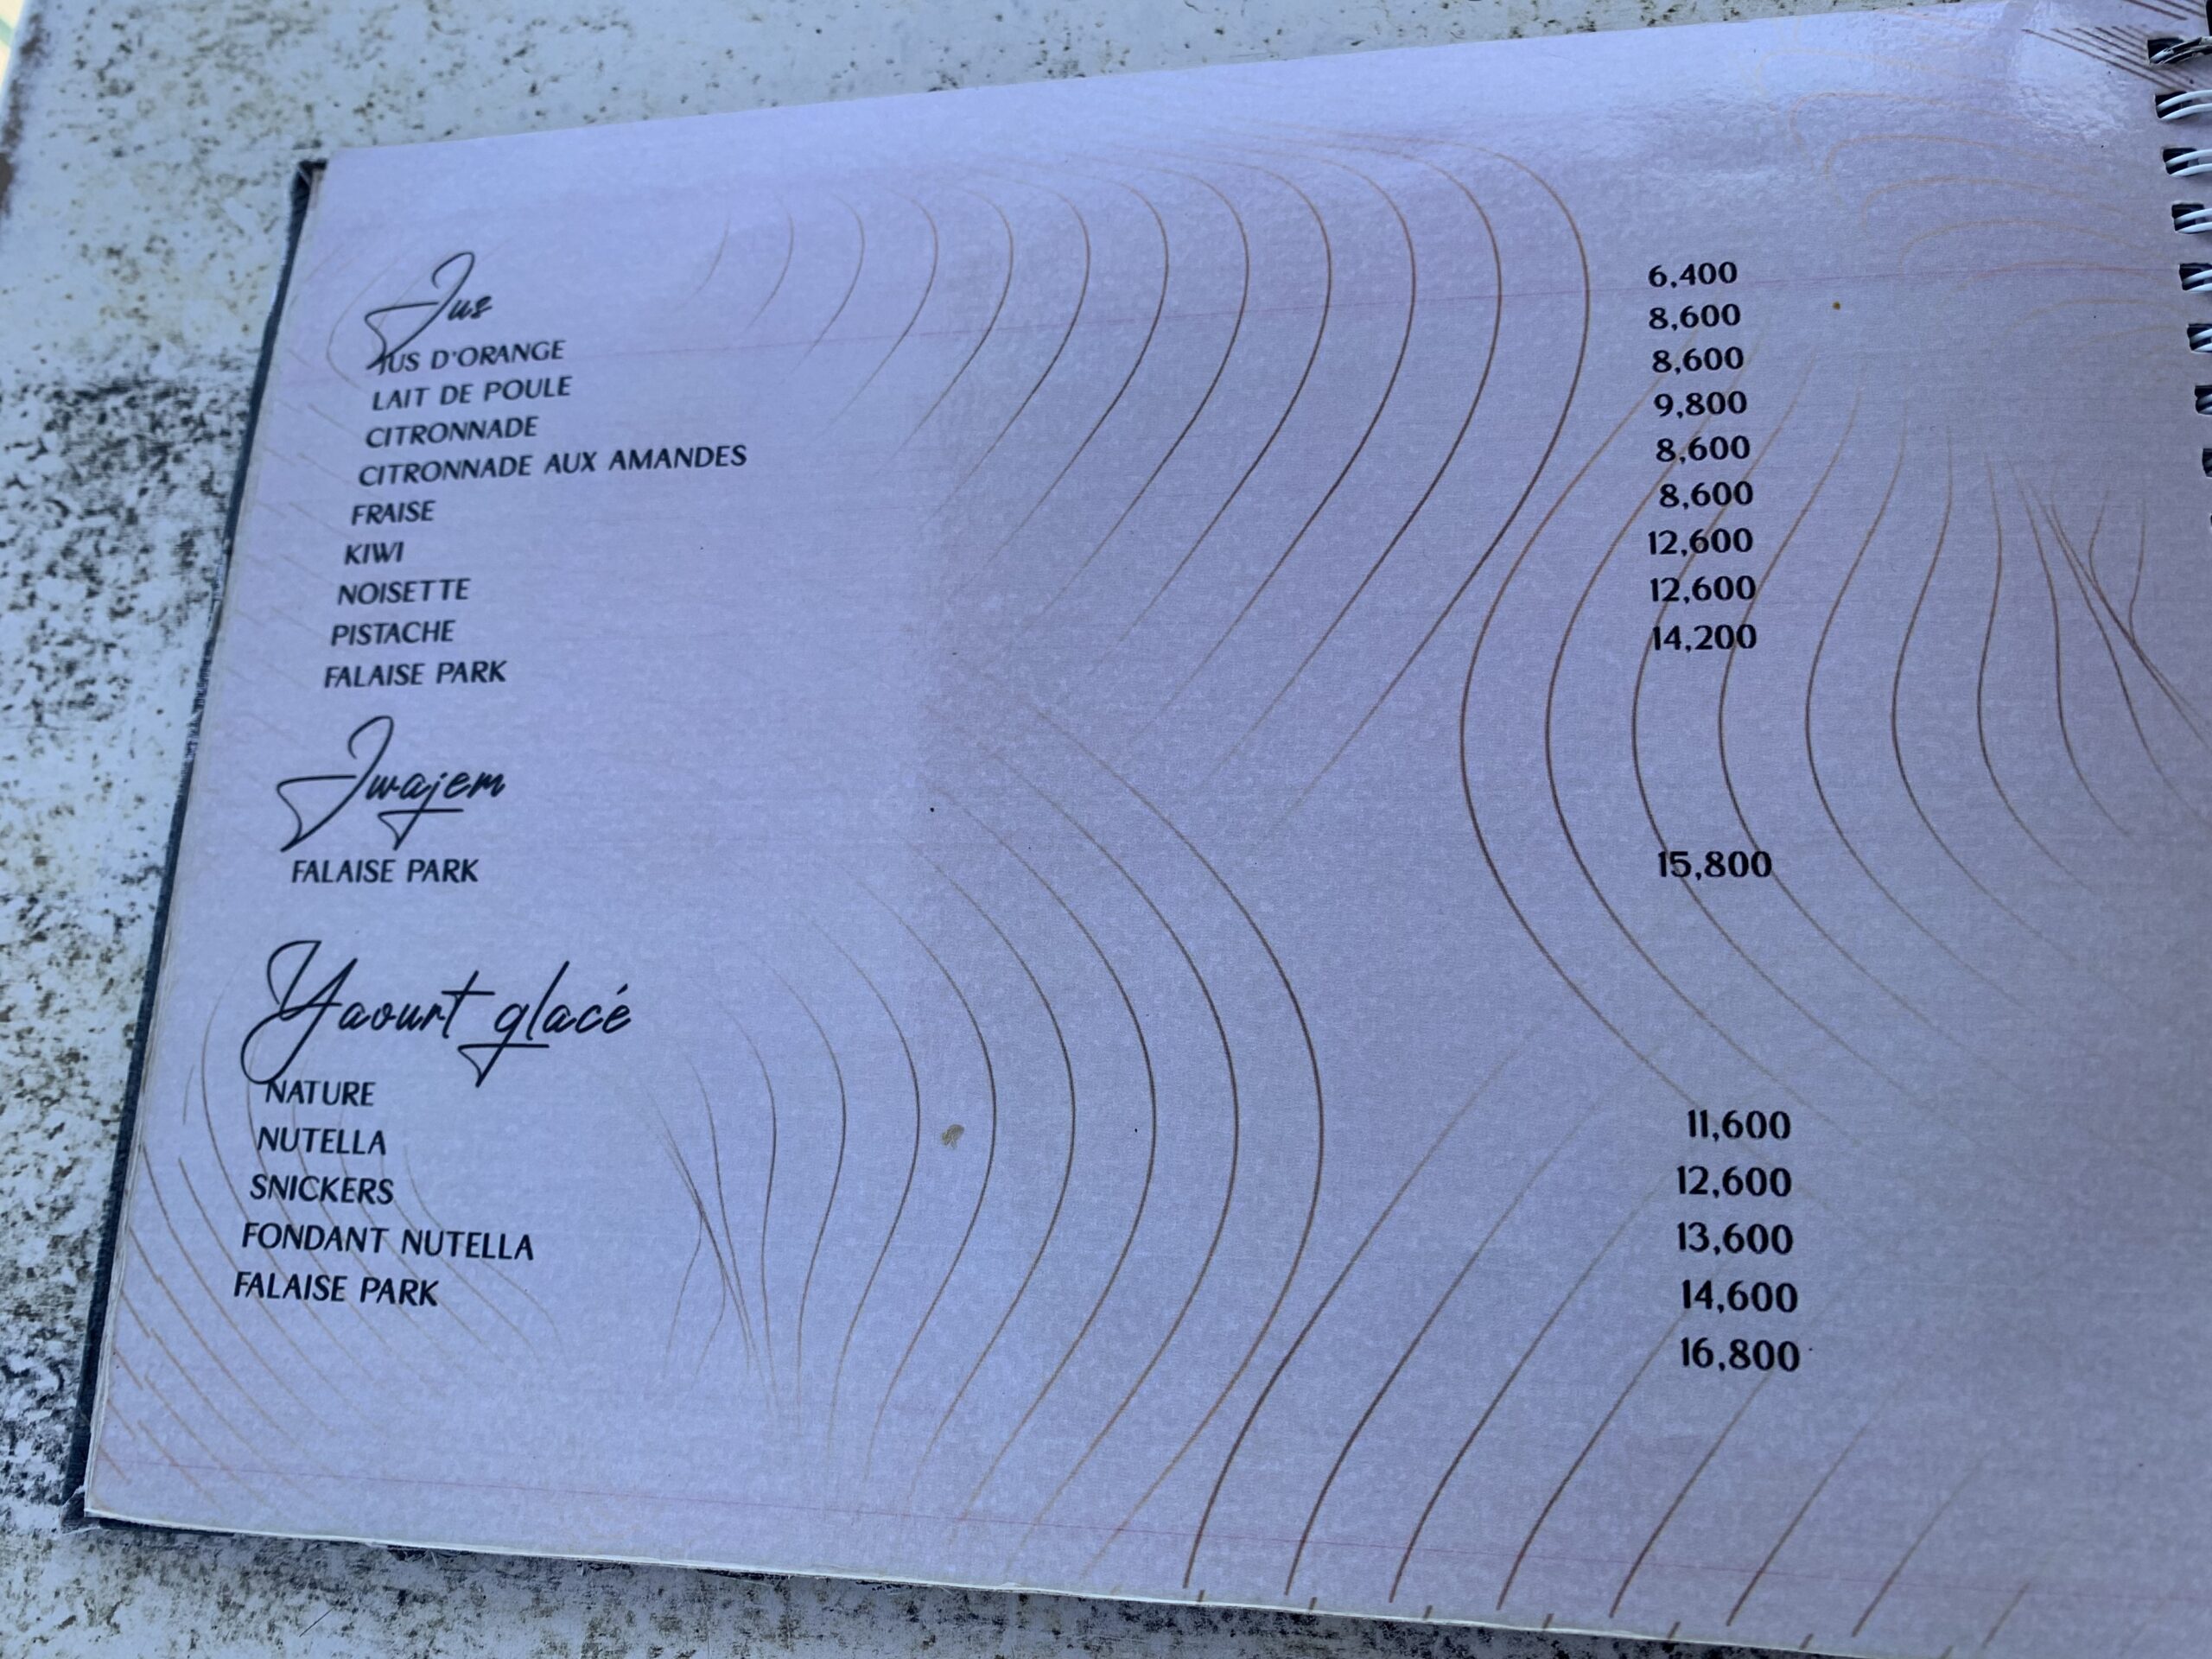 Jus
JUS D'ORANGE 6,400
LAIT DE POULE 8,600
CITRONNADE 8,600
CITRONNADE AUX AMANDES 9,800
FRAISE 8,600
KIWI 8,600
NOISETTE 12,600
PISTACHE 12,600
FALAISE PARK 14,200
Jwajem
FALAISE PARK 15,800
Yaourt glacé
NATURE 11,600
NUTELLA 12,600
SNICKERS 13,600
FONDANT NUTELLA 14,600
FALAISE PARK 16,800